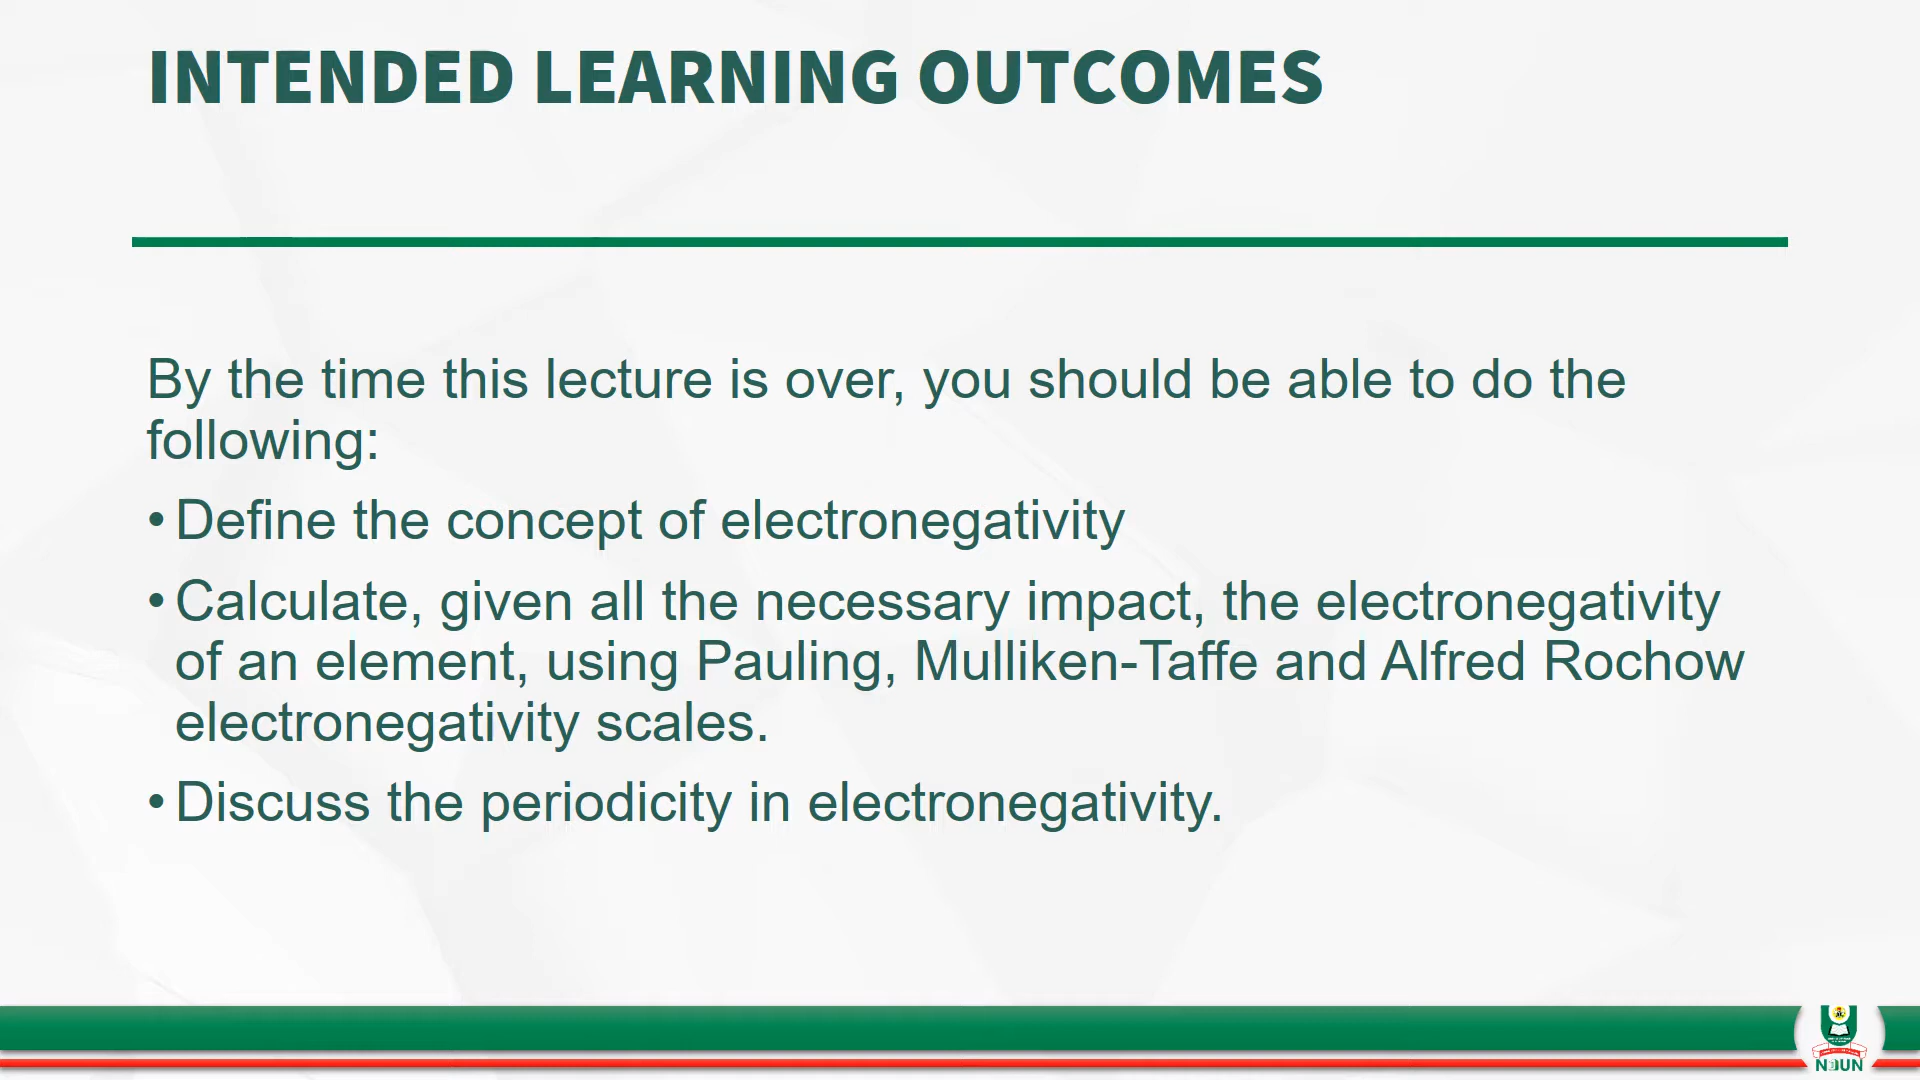 INTENDED LEARNING OUTCOMES
By the time this lecture is over, you should be able to do the
following:
• Define the concept of electronegativity
• Calculate, given all the necessary impact, the electronegativity
of an element, using Pauling, Mulliken-Taffe and Alfred Rochow
electronegativity scales.
• Discuss the periodicity in electronegativity.
NOUN